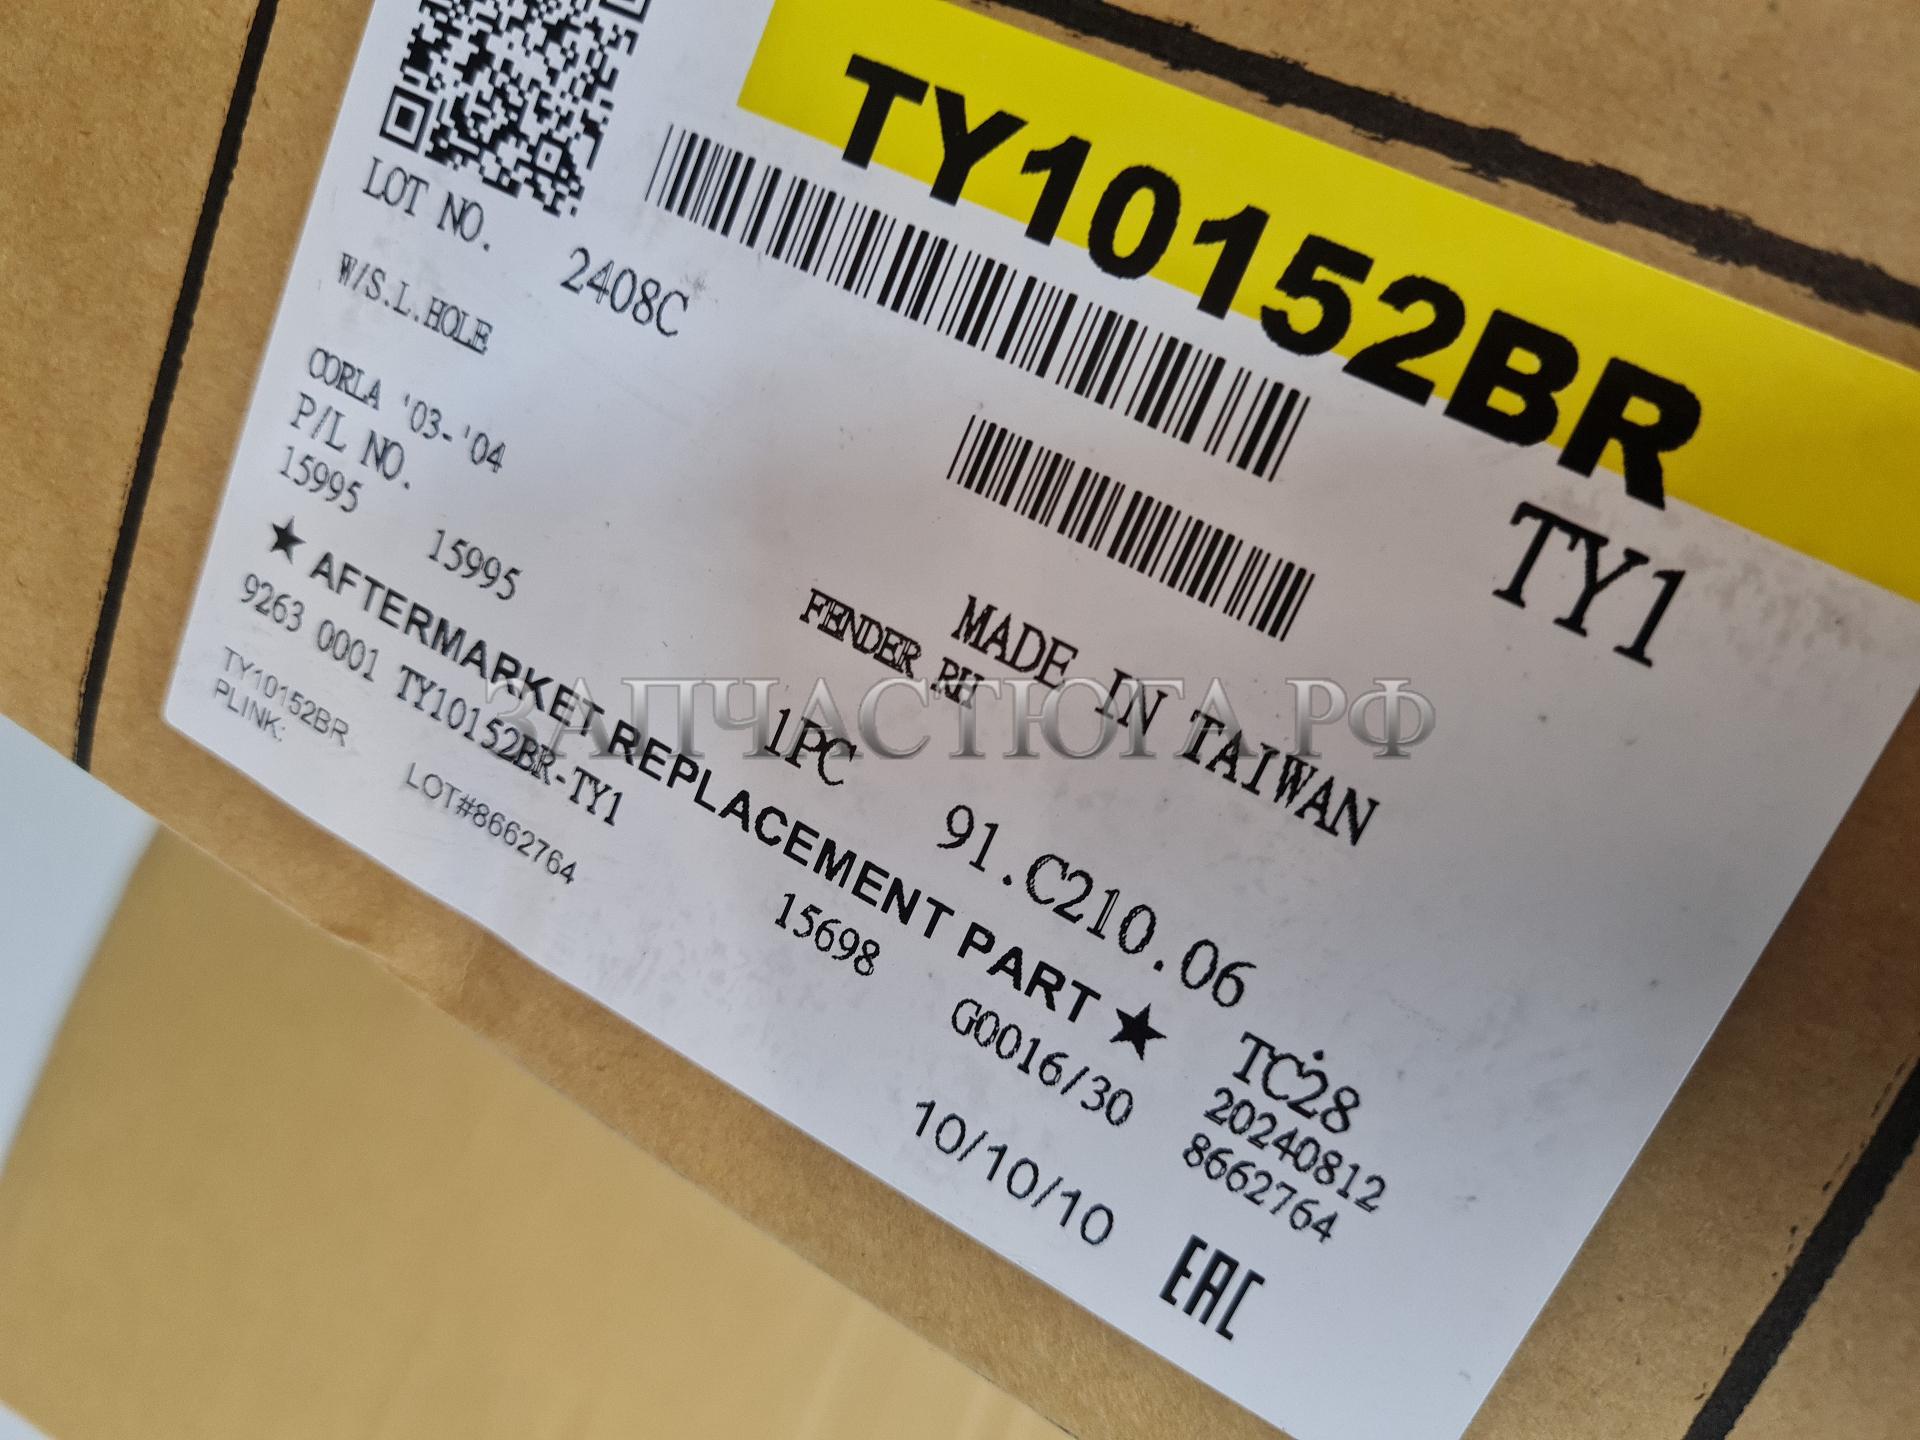 TY10152BR
TY1
LOT NO.
2408C
W/S.L.HOLE
CORLA '03-'04
P/L NO.
15995
15995
MADE IN TAIWAN
FENDER RH
1PC
91.C210.06
★ AFTERMARKET REPLACEMENT PART ★
TC28
9263 0001 TY10152BR-TY1
15698
G0016/30
20240812
8662764
TY10152BR
LOT#8662764
10/10/10
PLINK:
EAC
ЗАПЧАСТЮГА.РФ